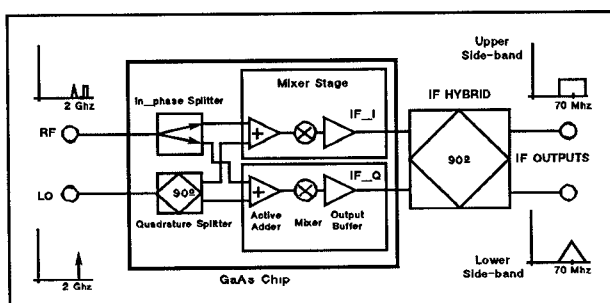 Upper
Side-band
Mixer Stage
IF HYBRID
2 Ghz
In_phase Splitter
IF_I
70 Mhz
RF
+
90º
IF OUTPUTS
LO
90º
+
IF_Q
Quadrature Splitter
Active
Adder
Mixer
Output
Buffer
2 Ghz
GaAs Chip
Lower
Side-band
70 Mhz